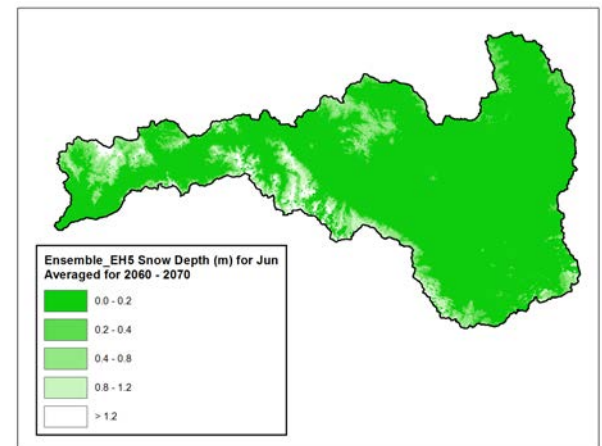 Ensemble_EH5 Snow Depth (m) for Jun
Averaged for 2060 - 2070
0.0 - 0.2
0.2 - 0.4
0.4 - 0.8
0.8 - 1.2
> 1.2